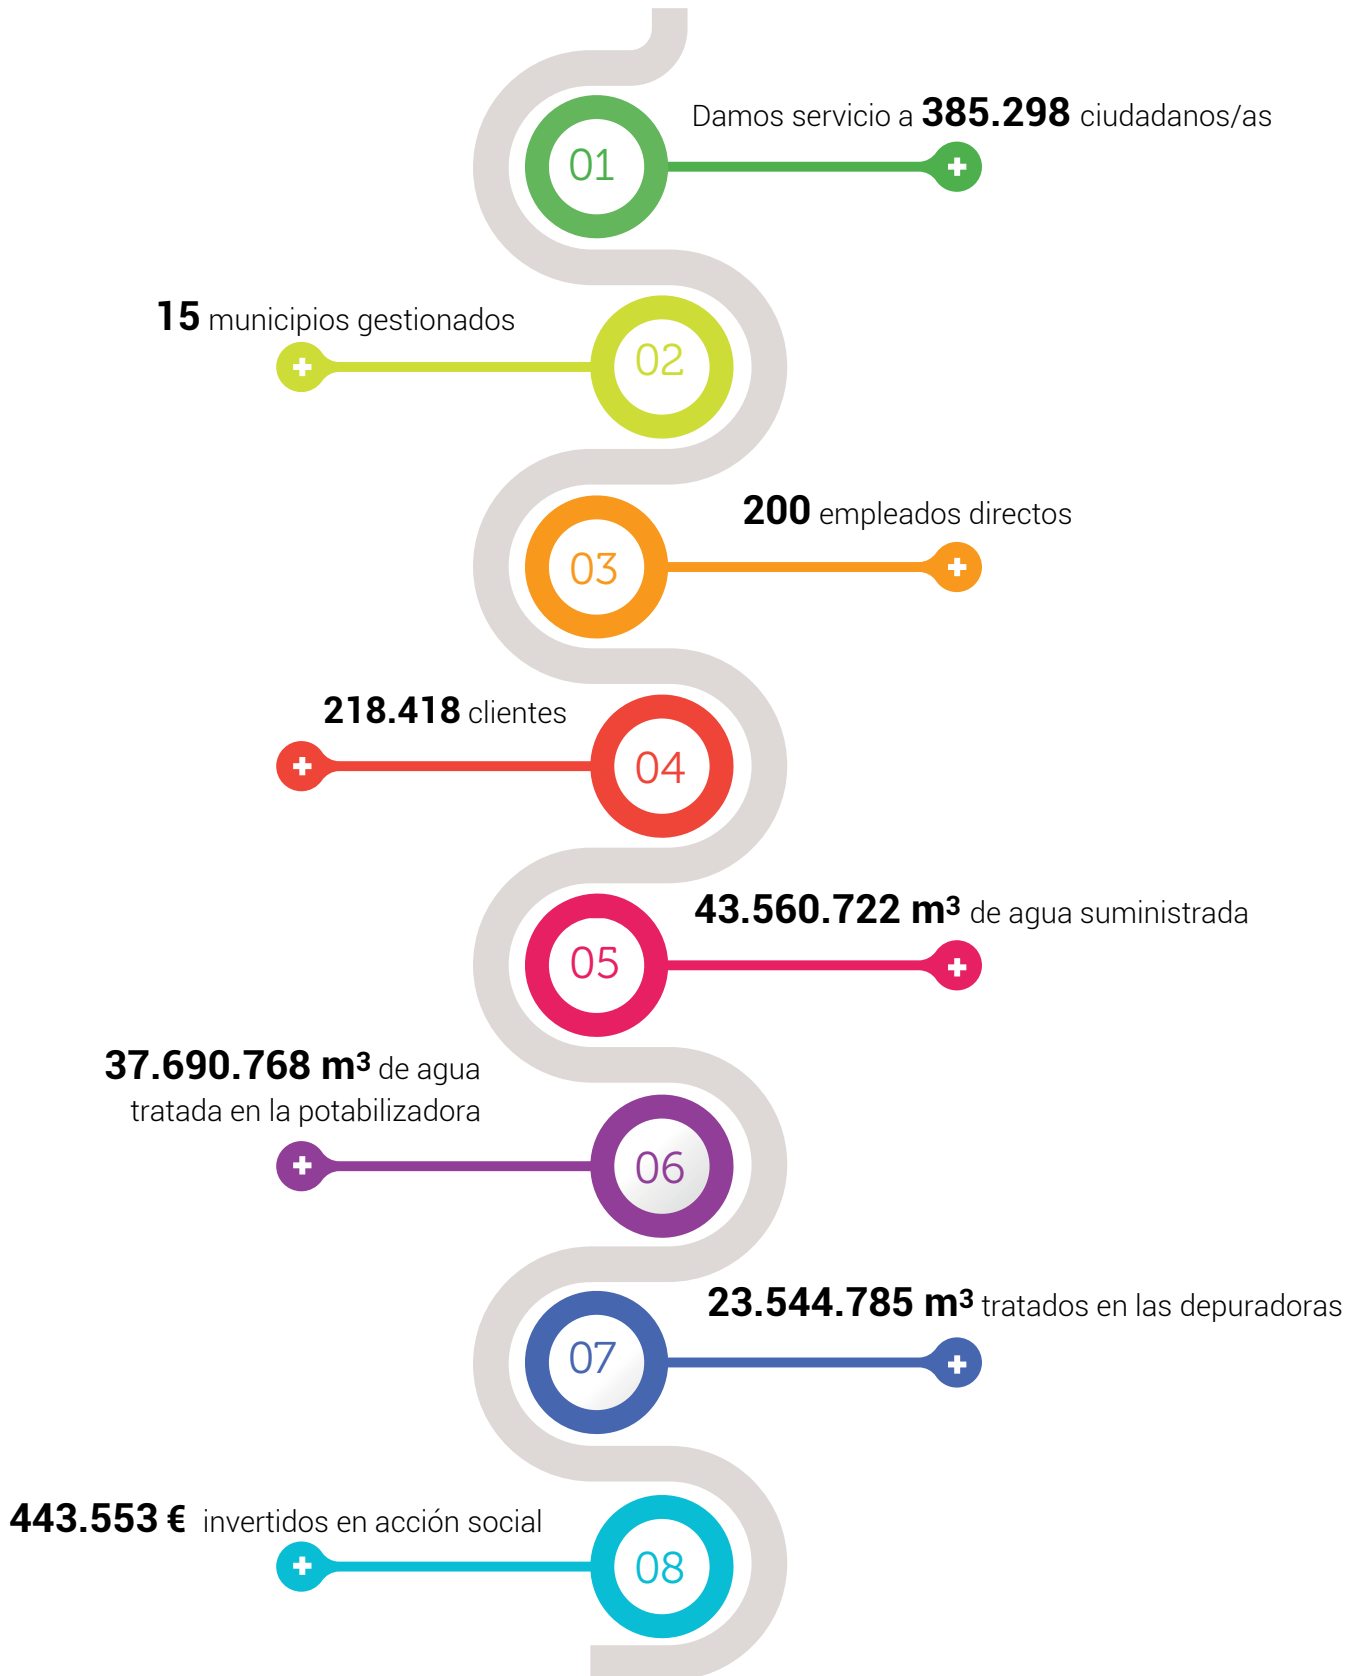 Damos servicio a 385.298 ciudadanos/as
01
15 municipios gestionados
02
200 empleados directos
03
218.418 clientes
04
43.560.722 m³ de agua suministrada
05
37.690.768 m³ de agua
tratada en la potabilizadora
06
23.544.785 m³ tratados en las depuradoras
07
443.553 € invertidos en acción social
08